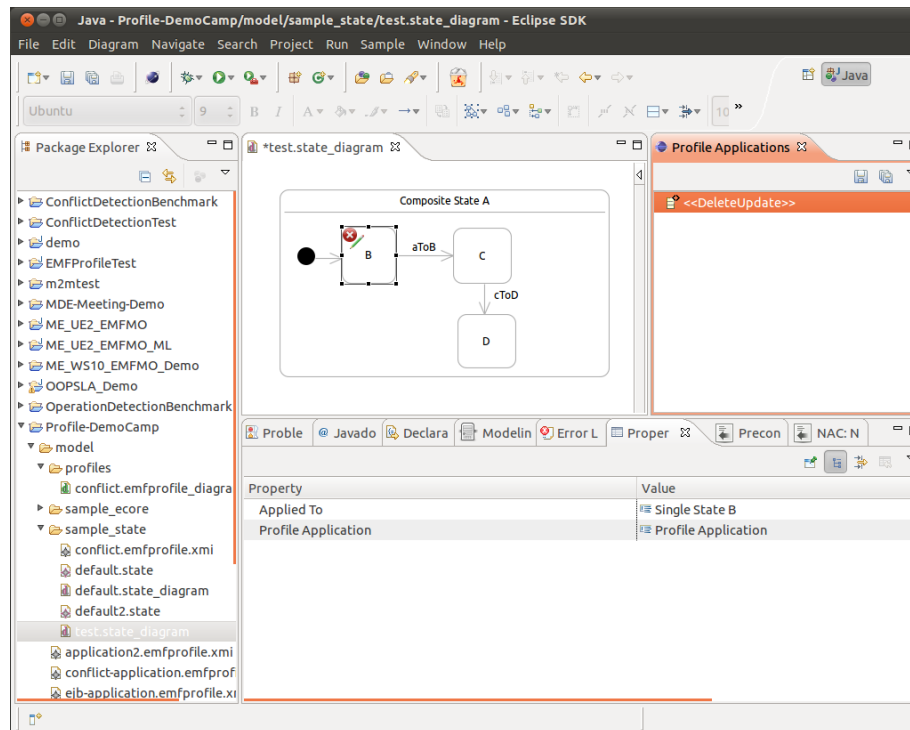 Java - Profile-DemoCamp/model/sample_state/test.state_diagram - Eclipse SDK
File Edit Diagram Navigate Search Project Run Sample Window Help
Java
Ubuntu 9 B I A 10 »
Package Explorer
*test.state_diagram
Profile Applications
<<DeleteUpdate>>
ConflictDetectionBenchmark
ConflictDetectionTest
demo
EMFProfileTest
m2mtest
MDE-Meeting-Demo
ME_UE2_EMFMO
ME_UE2_EMFMO_ML
ME_WS10_EMFMO_Demo
OOPSLA_Demo
OperationDetectionBenchmark
Profile-DemoCamp
model
profiles
conflict.emfprofile_diagra
sample_ecore
sample_state
conflict.emfprofile.xmi
default.state
default.state_diagram
default2.state
test.state_diagram
application2.emfprofile.xmi
conflict-application.emfprof
ejb-application.emfprofile.xi
Composite State A
B
aToB
C
cToD
D
Proble @ Javado Declara Modelin Error L Proper Precon NAC: N
Property Value
Applied To Single State B
Profile Application Profile Application